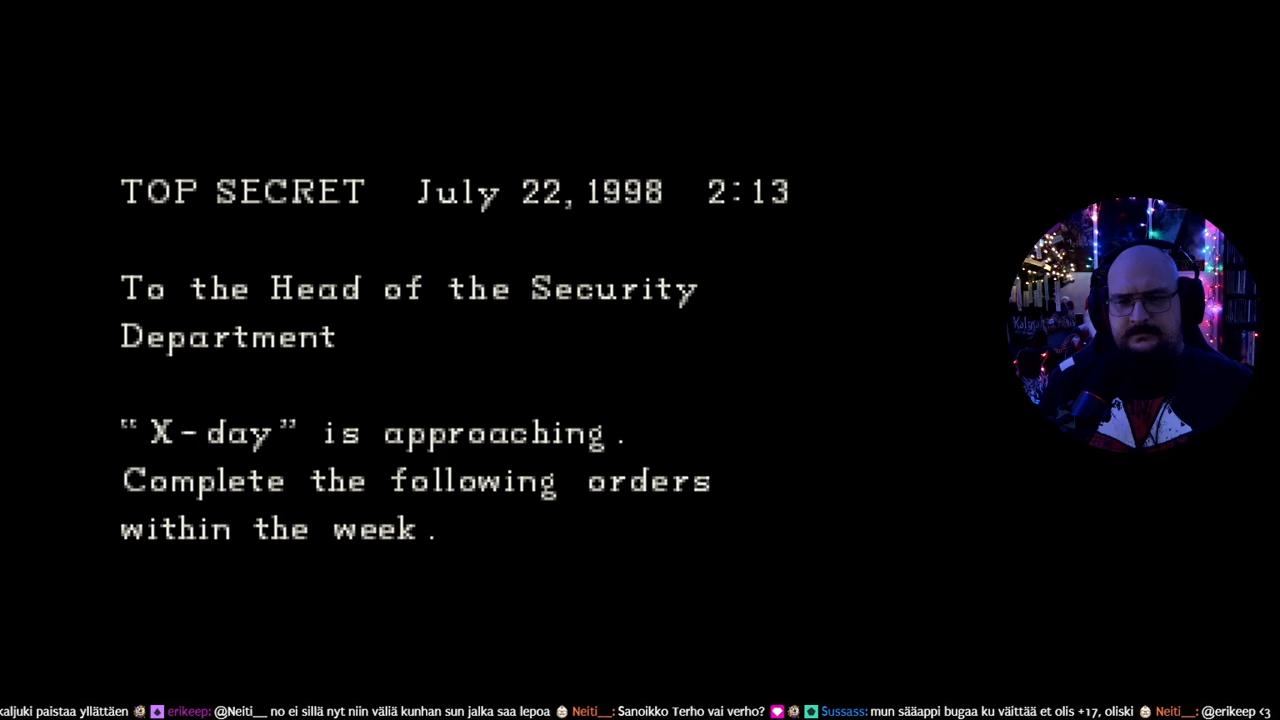 TOP SECRET July 22, 1998 2:13
To the Head of the Security
Department
"X-day" is approaching.
Complete the following orders
within the week.
kaljuki paistaa yllättäen erikeep: @Neiti__ no ei sillä nyt niin väliä kunhan sun jalka saa lepoa Neiti__: Sanoikko Terho vai verho? Sussass: mun sääappi bugaa ku väittää et olis +17, oliski Neiti__: @erikeep <3